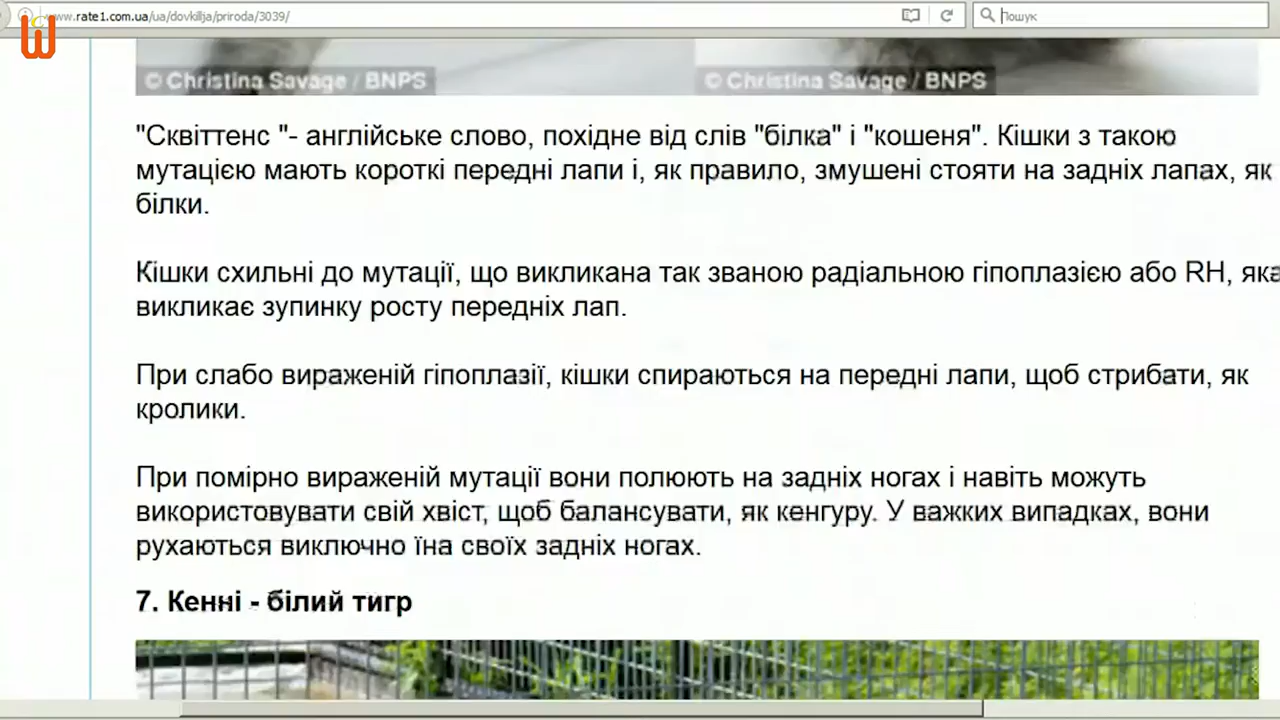 www.rate1.com.ua/ua/dovkillja/priroda/3039/
Пошук
© Christina Savage / BNPS
© Christina Savage / BNPS
"Сквіттенс "- англійське слово, похідне від слів "білка" і "кошеня". Кішки з такою
мутацією мають короткі передні лапи і, як правило, змушені стояти на задніх лапах, як
білки.
Кішки схильні до мутації, що викликана так званою радіальною гіпоплазією або RH, яка
викликає зупинку росту передніх лап.
При слабо вираженій гіпоплазії, кішки спираються на передні лапи, щоб стрибати, як
кролики.
При помірно вираженій мутації вони полюють на задніх ногах і навіть можуть
використовувати свій хвіст, щоб балансувати, як кенгуру. У важких випадках, вони
рухаються виключно їна своїх задніх ногах.
7. Кенні - білий тигр